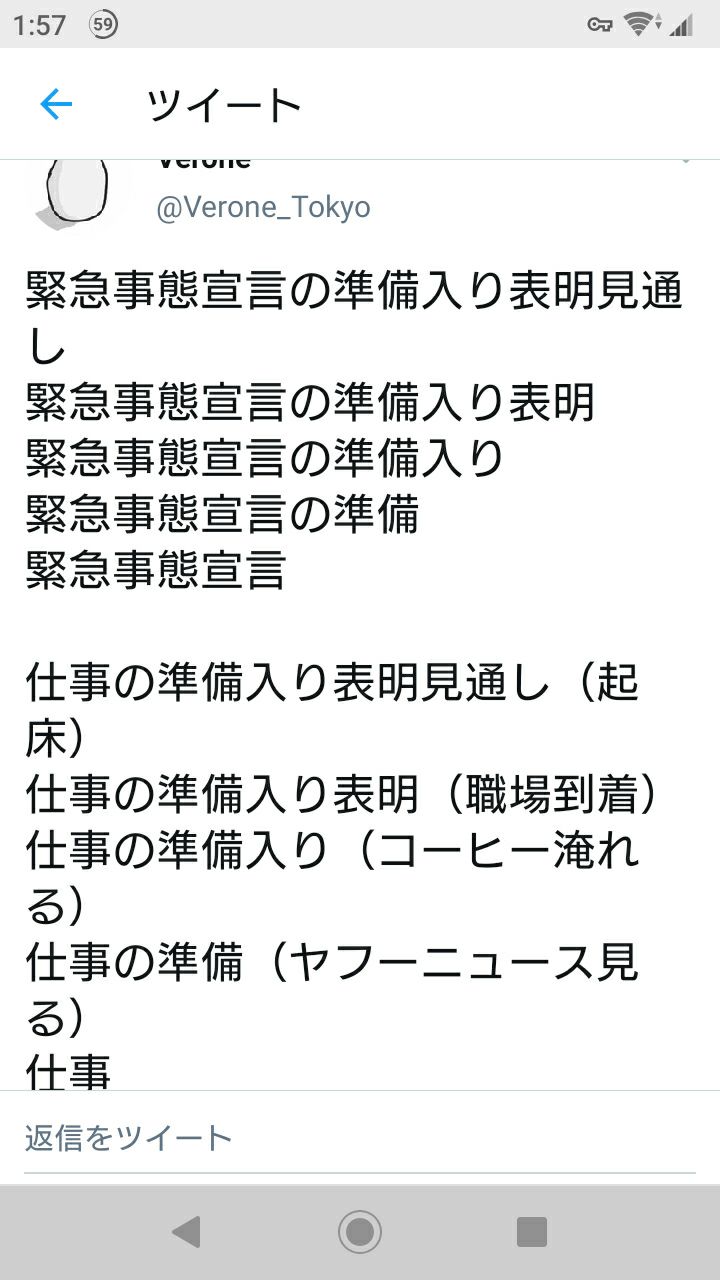 1:57
59
ツイート
Verone
@Verone_Tokyo
緊急事態宣言の準備入り表明見通
し
緊急事態宣言の準備入り表明
緊急事態宣言の準備入り
緊急事態宣言の準備
緊急事態宣言
仕事の準備入り表明見通し（起
床）
仕事の準備入り表明（職場到着）
仕事の準備入り（コーヒー淹れ
る）
仕事の準備（ヤフーニュース見
る）
仕事
返信をツイート